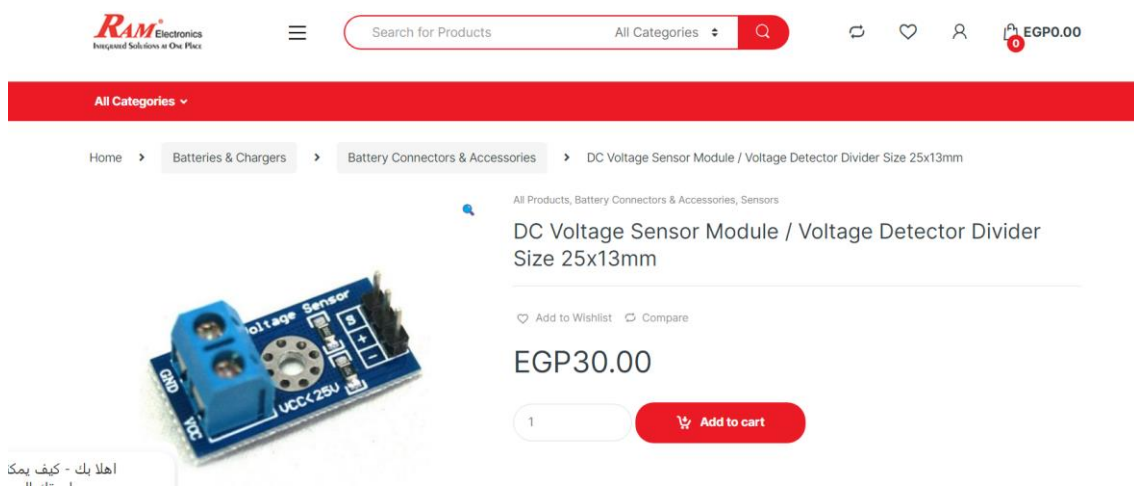 RAM Electronics
Integrated Solutions at One Place
Search for Products
All Categories
0
EGP0.00
All Categories
Home > Batteries & Chargers > Battery Connectors & Accessories > DC Voltage Sensor Module / Voltage Detector Divider Size 25x13mm
All Products, Battery Connectors & Accessories, Sensors
DC Voltage Sensor Module / Voltage Detector Divider
Size 25x13mm
Add to Wishlist
Compare
EGP30.00
1
Add to cart
Voltage Sensor
S
+
-
GND
VCC<25V
VCC
اهلا بك - كيف يمكن